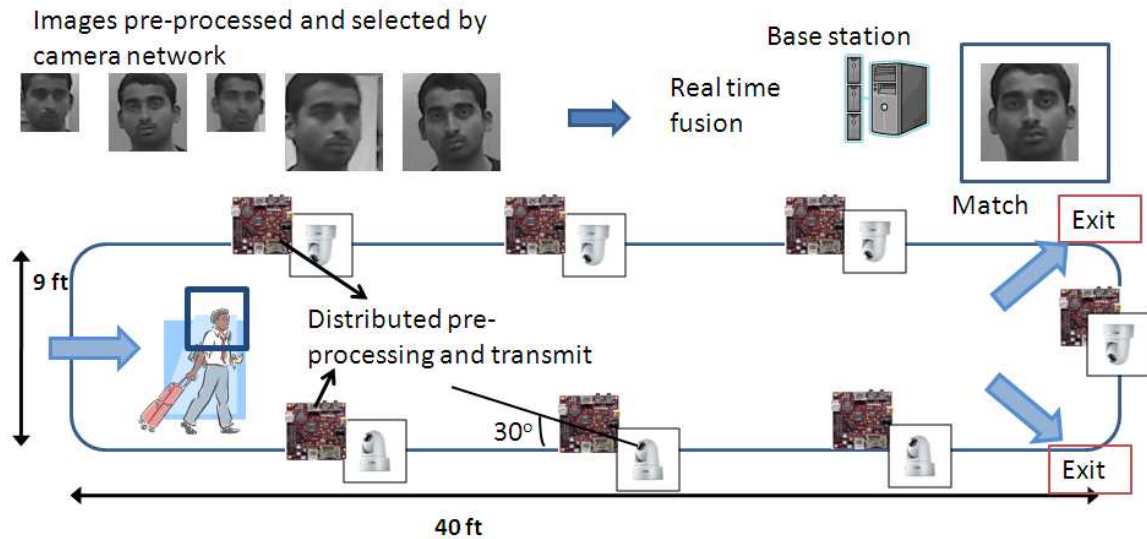 Images pre-processed and selected by
camera network
Base station
Real time
fusion
Match
Exit
9 ft
Distributed pre-
processing and transmit
30°
Exit
40 ft